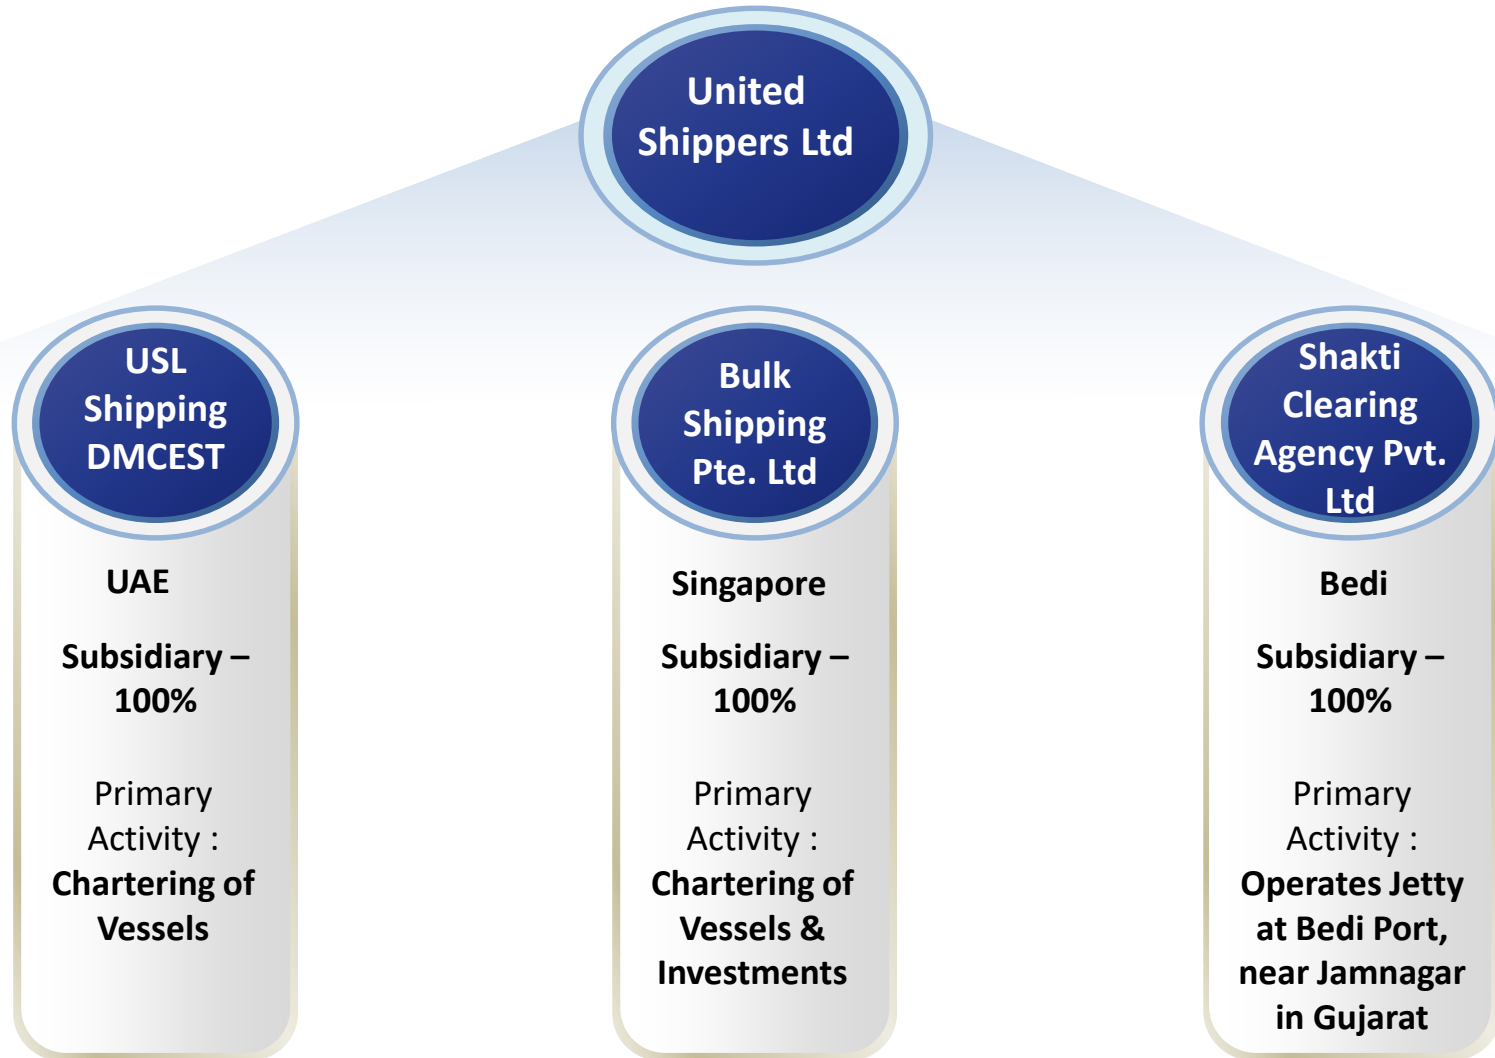 United
Shippers Ltd
USL
Shipping
DMCEST
UAE
Subsidiary –
100%
Primary
Activity :
Chartering of
Vessels
Bulk
Shipping
Pte. Ltd
Singapore
Subsidiary –
100%
Primary
Activity :
Chartering of
Vessels &
Investments
Shakti
Clearing
Agency Pvt.
Ltd
Bedi
Subsidiary –
100%
Primary
Activity :
Operates Jetty
at Bedi Port,
near Jamnagar
in Gujarat